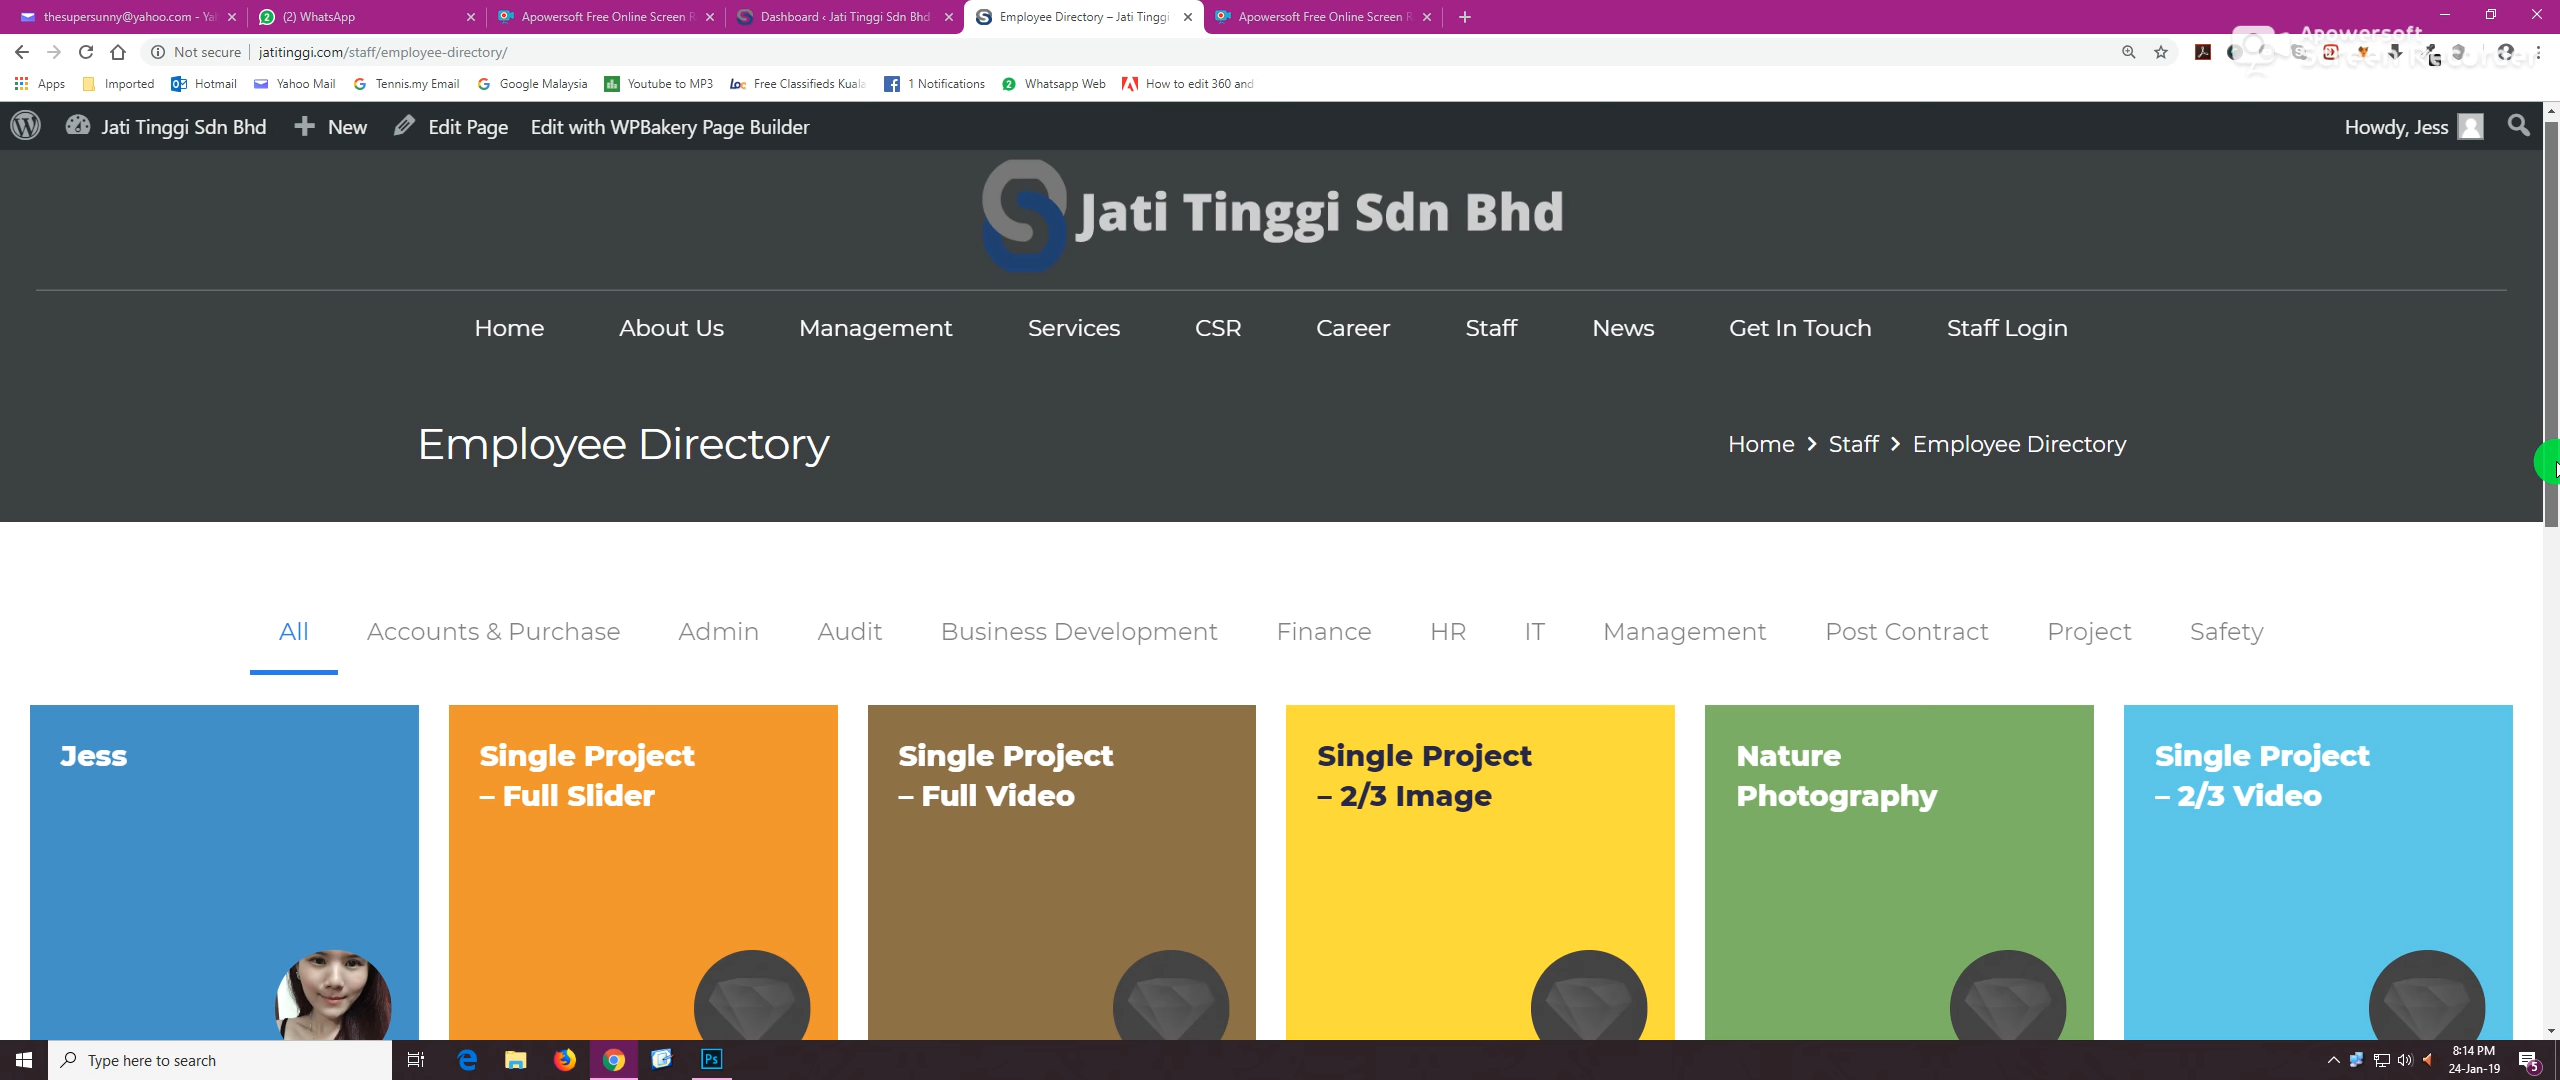 thesupersunny@yahoo.com - Ya
(2) WhatsApp
Apowersoft Free Online Screen R
Dashboard ‹ Jati Tinggi Sdn Bhd
Employee Directory – Jati Tinggi
Apowersoft Free Online Screen R
Not secure
jatitinggi.com/staff/employee-directory/
Apowersoft
Screen Recorder
Apps
Imported
Hotmail
Yahoo Mail
Tennis.my Email
Google Malaysia
Youtube to MP3
Free Classifieds Kuala
1 Notifications
Whatsapp Web
How to edit 360 and
Jati Tinggi Sdn Bhd
New
Edit Page
Edit with WPBakery Page Builder
Howdy, Jess
Jati Tinggi Sdn Bhd
Home
About Us
Management
Services
CSR
Career
Staff
News
Get In Touch
Staff Login
Employee Directory
Home > Staff > Employee Directory
All
Accounts & Purchase
Admin
Audit
Business Development
Finance
HR
IT
Management
Post Contract
Project
Safety
Jess
Single Project
– Full Slider
Single Project
– Full Video
Single Project
– 2/3 Image
Nature
Photography
Single Project
– 2/3 Video
Type here to search
Ps
8:14 PM
24-Jan-19
5